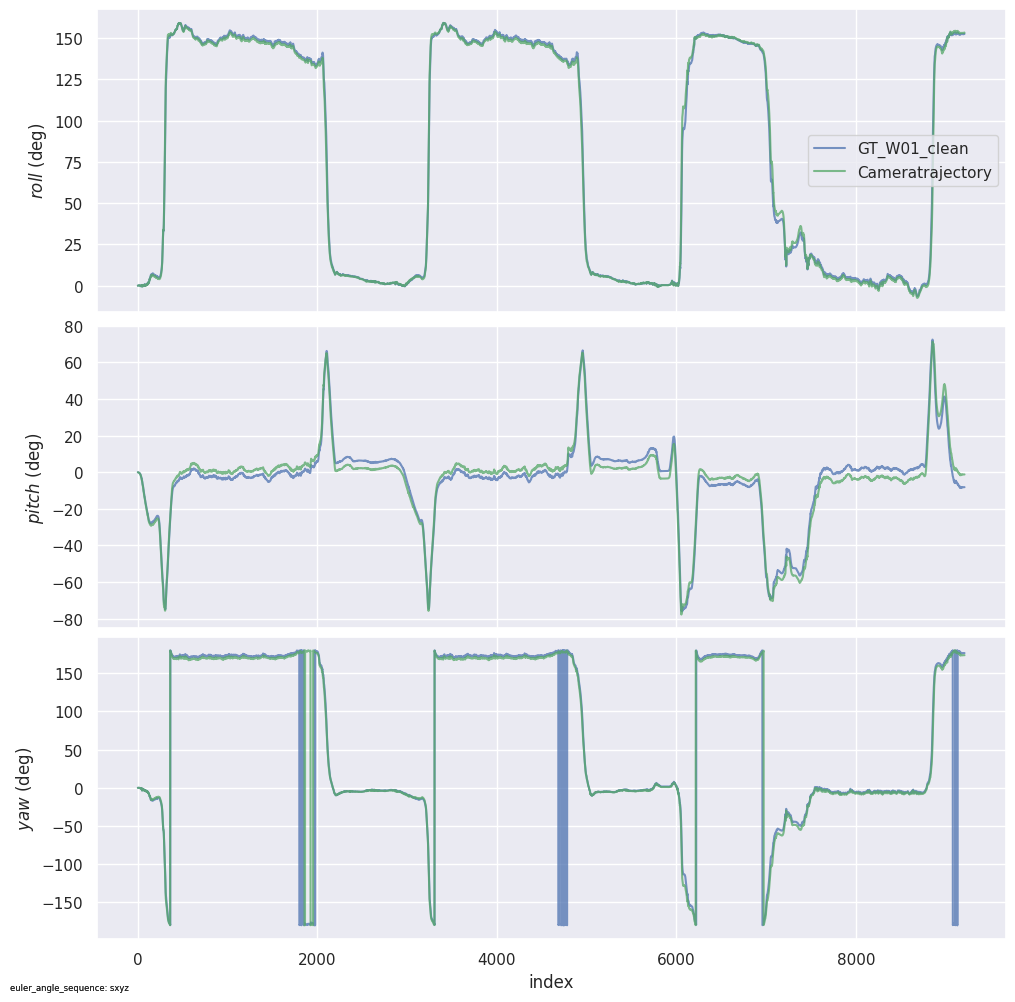 150
125
100
75
50
25
0
roll (deg)
GT_W01_clean
Cameratrajectory
80
60
40
20
0
−20
−40
−60
−80
pitch (deg)
150
100
50
0
−50
−100
−150
yaw (deg)
0 2000 4000 6000 8000
index
euler_angle_sequence: sxyz